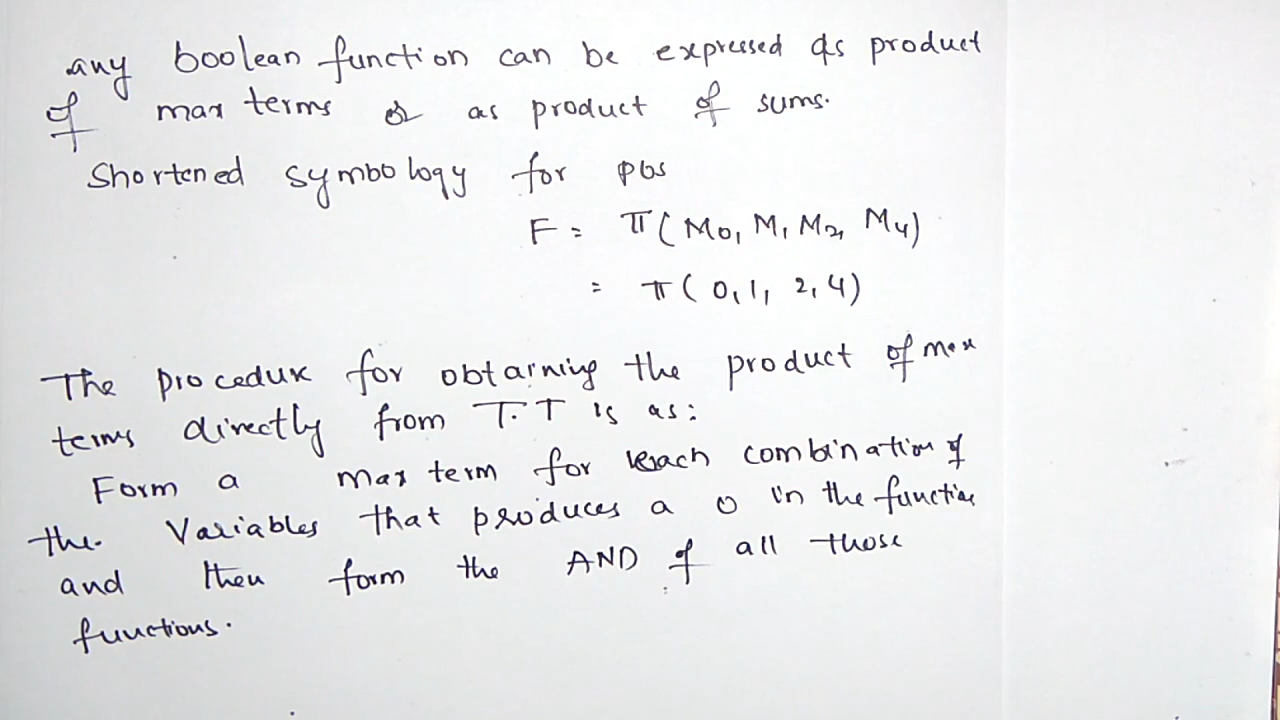 any boolean function can be expressed as product
of max terms or as product of sums.
Shortened symbology for POS
F = π(M0, M1 M2, M4)
= π(0,1, 2,4)
The procedure for obtaining the product of max
terms directly from T.T is as:
Form a max term for each combination of
the Variables that produces a 0 in the function
and then form the AND of all those
functions.